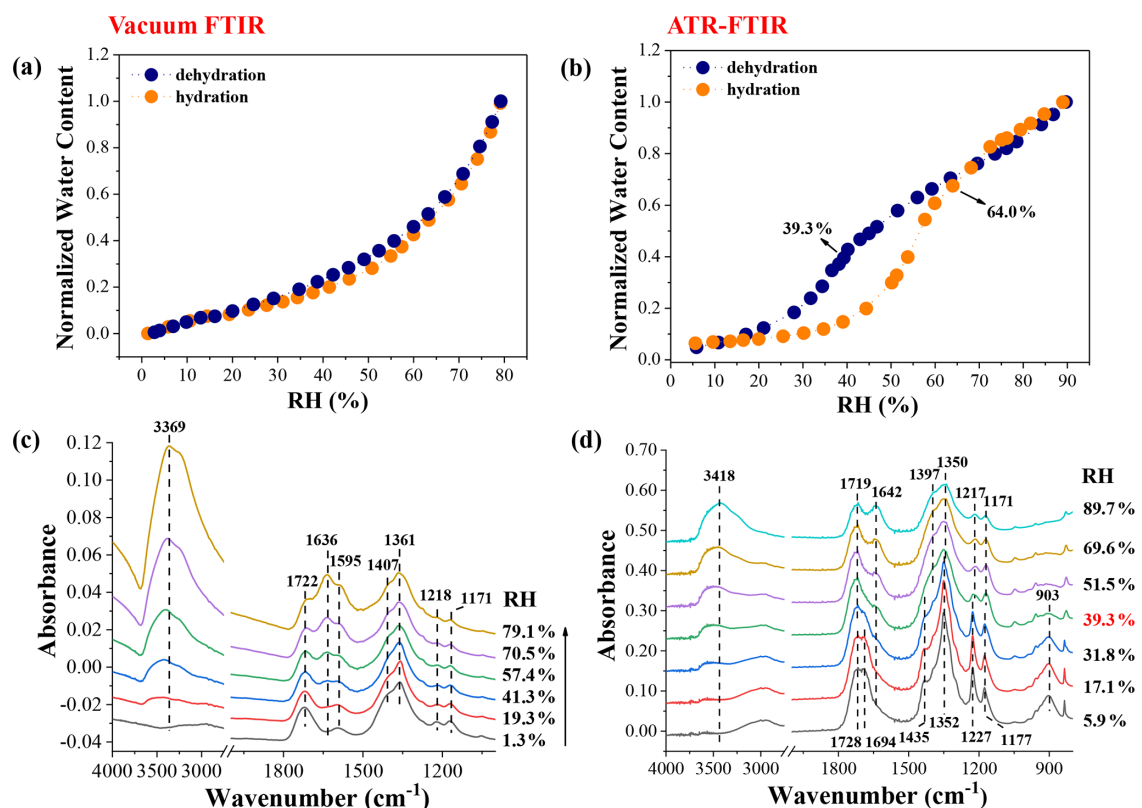 Vacuum FTIR
ATR-FTIR
(a)
1.2
1.0
0.8
0.6
0.4
0.2
0.0
Normalized Water Content
dehydration
hydration
0 10 20 30 40 50 60 70 80
RH (%)
(b)
1.2
1.0
0.8
0.6
0.4
0.2
0.0
Normalized Water Content
dehydration
hydration
39.3%
64.0%
0 10 20 30 40 50 60 70 80 90
RH (%)
(c)
0.12
0.10
0.08
0.06
0.04
0.02
0.00
-0.02
-0.04
Absorbance
3369
1722
1636
1595
1407
1361
1218
1171
RH
79.1%
70.5%
57.4%
41.3%
19.3%
1.3%
4000 3500 3000 1800 1500 1200
Wavenumber (cm-1)
(d)
0.70
0.60
0.50
0.40
0.30
0.20
0.10
0.00
Absorbance
3418
1719
1642
1397
1350
1217
1171
903
1728
1694
1435
1352
1227
1177
RH
89.7%
69.6%
51.5%
39.3%
31.8%
17.1%
5.9%
4000 3500 3000 1800 1500 1200 900
Wavenumber (cm-1)